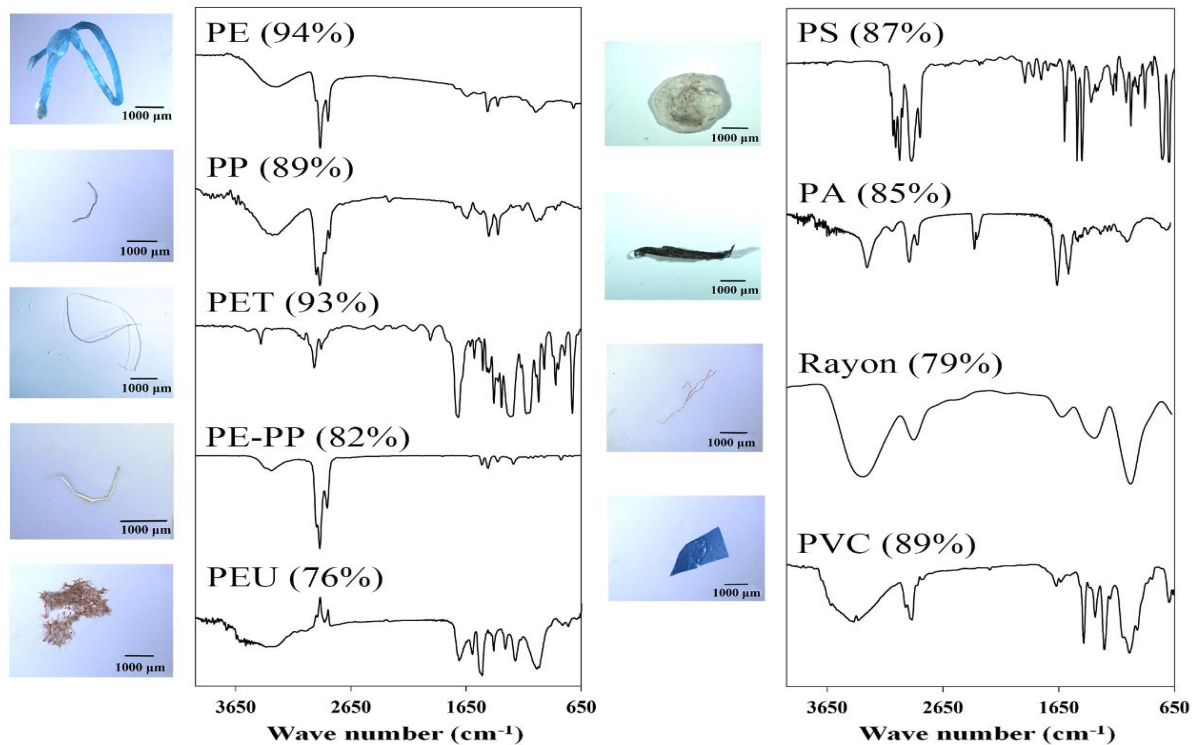 1000 µm
PE (94%)
1000 µm
PP (89%)
1000 µm
PET (93%)
1000 µm
PE-PP (82%)
1000 µm
PEU (76%)
3650
2650
1650
650
Wave number (cm⁻¹)
1000 µm
PS (87%)
1000 µm
PA (85%)
1000 µm
Rayon (79%)
1000 µm
PVC (89%)
3650
2650
1650
650
Wave number (cm⁻¹)